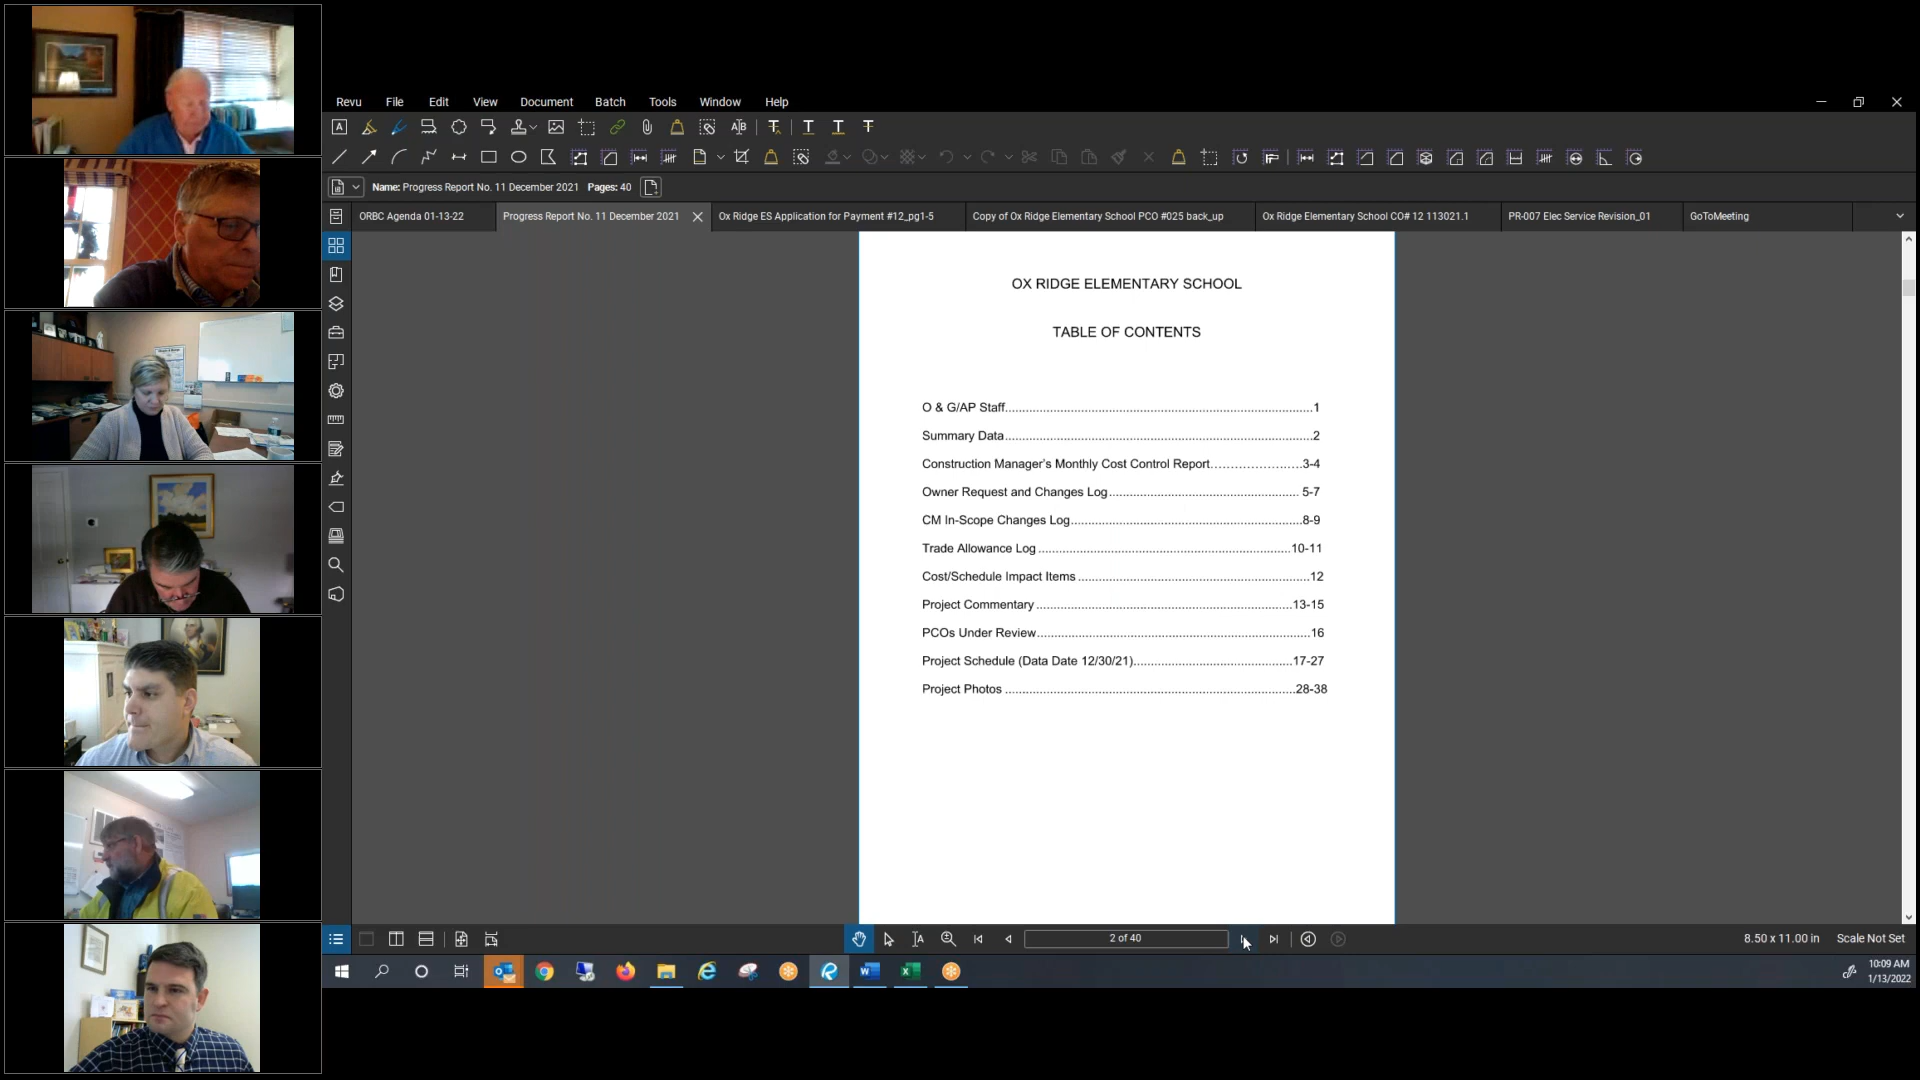 Revu File Edit View Document Batch Tools Window Help
Name: Progress Report No. 11 December 2021 Pages: 40
ORBC Agenda 01-13-22
Progress Report No. 11 December 2021
Ox Ridge ES Application for Payment #12_pg1-5
Copy of Ox Ridge Elementary School PCO #025 back_up
Ox Ridge Elementary School CO# 12 113021.1
PR-007 Elec Service Revision_01
GoToMeeting
OX RIDGE ELEMENTARY SCHOOL
TABLE OF CONTENTS
O & G/AP Staff.....................................................................................1
Summary Data.....................................................................................2
Construction Manager's Monthly Cost Control Report……………………3-4
Owner Request and Changes Log...................................................... 5-7
CM In-Scope Changes Log..................................................................8-9
Trade Allowance Log .........................................................................10-11
Cost/Schedule Impact Items ..................................................................12
Project Commentary .........................................................................13-15
PCOs Under Review..............................................................................16
Project Schedule (Data Date 12/30/21)..............................................17-27
Project Photos ...................................................................................28-38
2 of 40
8.50 x 11.00 in Scale Not Set
10:09 AM
1/13/2022